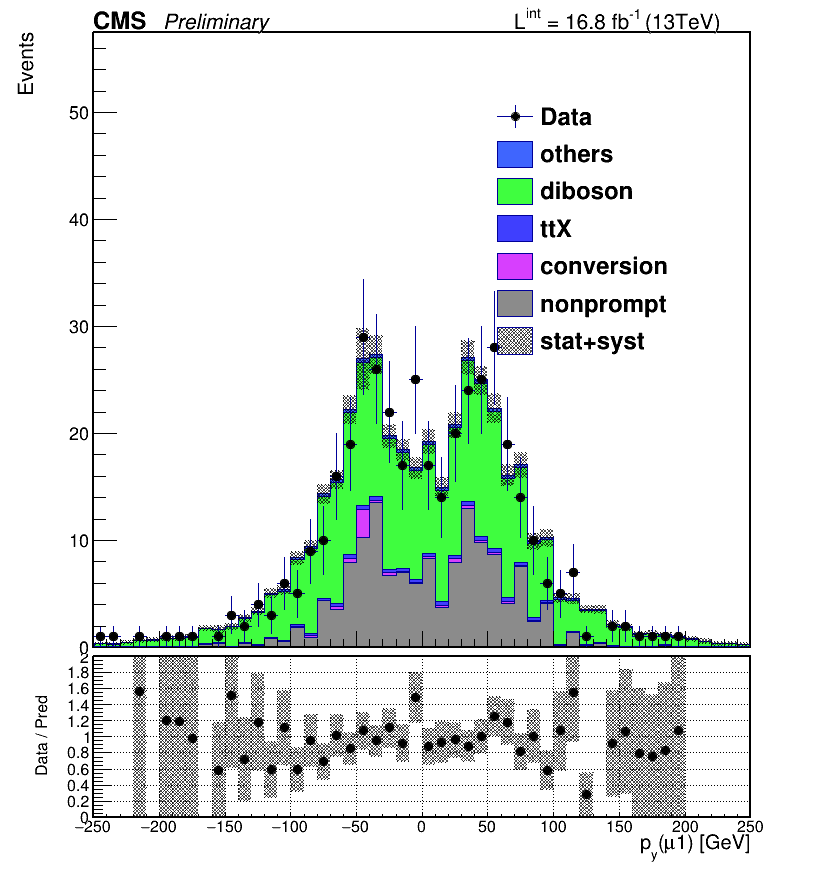 CMS Preliminary L^int = 16.8 fb^-1 (13TeV)
Events
50
40
30
20
10
0
Data
others
diboson
ttX
conversion
nonprompt
stat+syst
Data / Pred
2
1.8
1.6
1.4
1.2
1
0.8
0.6
0.4
0.2
0
−250 −200 −150 −100 −50 0 50 100 150 200 250
p_y(μ1) [GeV]